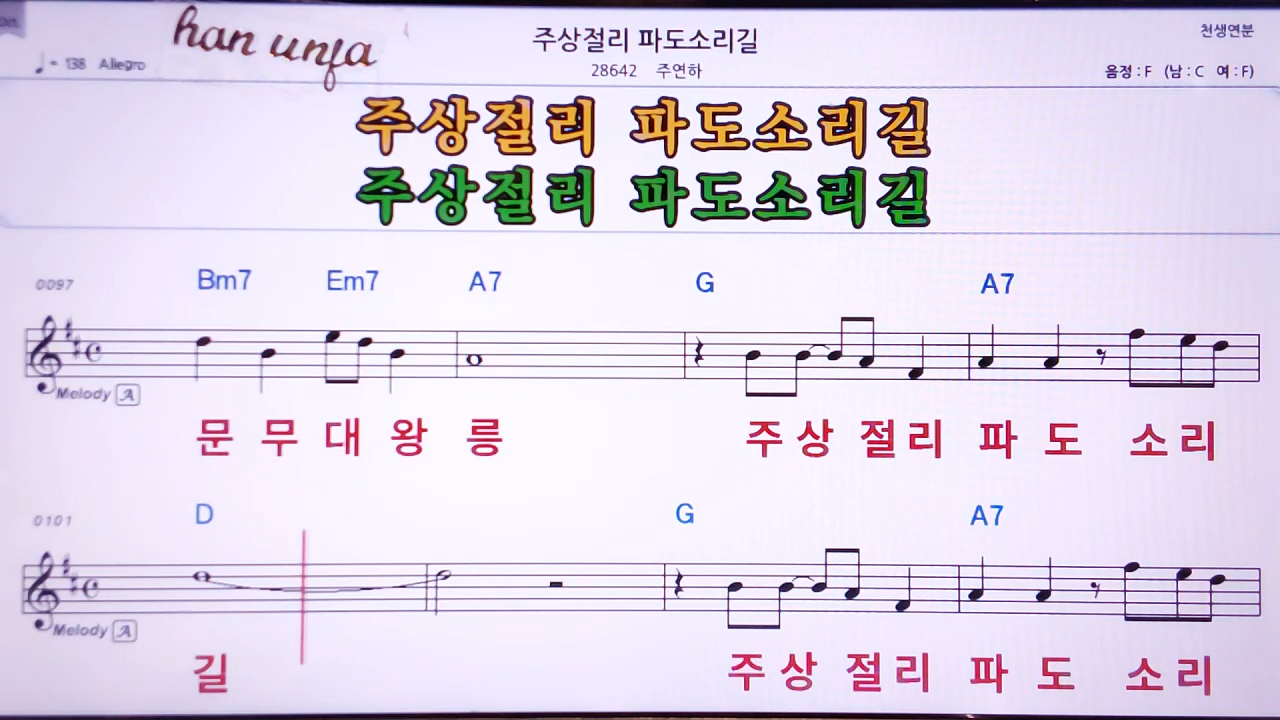 han unfa
주상절리 파도소리길
천생연분
♩= 138 Allegro
28642 주연하
음정 : F (남 : C 여 : F)
주상절리 파도소리길
주상절리 파도소리길
0097 Bm7 Em7 A7 G A7
Melody A
문 무 대 왕 릉 주 상 절 리 파 도 소 리
0101 D G A7
Melody A
길 주 상 절 리 파 도 소 리